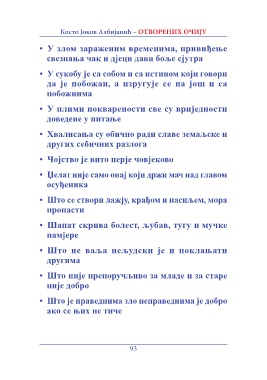 Косто Јоков Алвијанић – ОТВОРЕНИХ ОЧИЈУ
• У злом зараженим временима, привиђење
свезнања чак и дјеци дави боље сјутра
• У сукобу је са собом и са истином који говори
да је побожан, а изругује се па још и са
побожнима
• У плими покварености све су вриједности
доведене у питање
• Хвалисања су обично ради славе земаљске и
других себичних разлога
• Чојство је вито перје човјеково
• Џелат није само онај који држи мач над главом
осуђеника
• Што се створи лажју, крађом и насиљем, мора
пропасти
• Шапат скрива болест, љубав, тугу и мучке
намјере
• Што не ваља нељудски је и поклањати
другима
• Што није препоручљиво за младе и за старе
није добро
• Што је праведнима зло неправеднима је добро
ако се њих не тиче
93